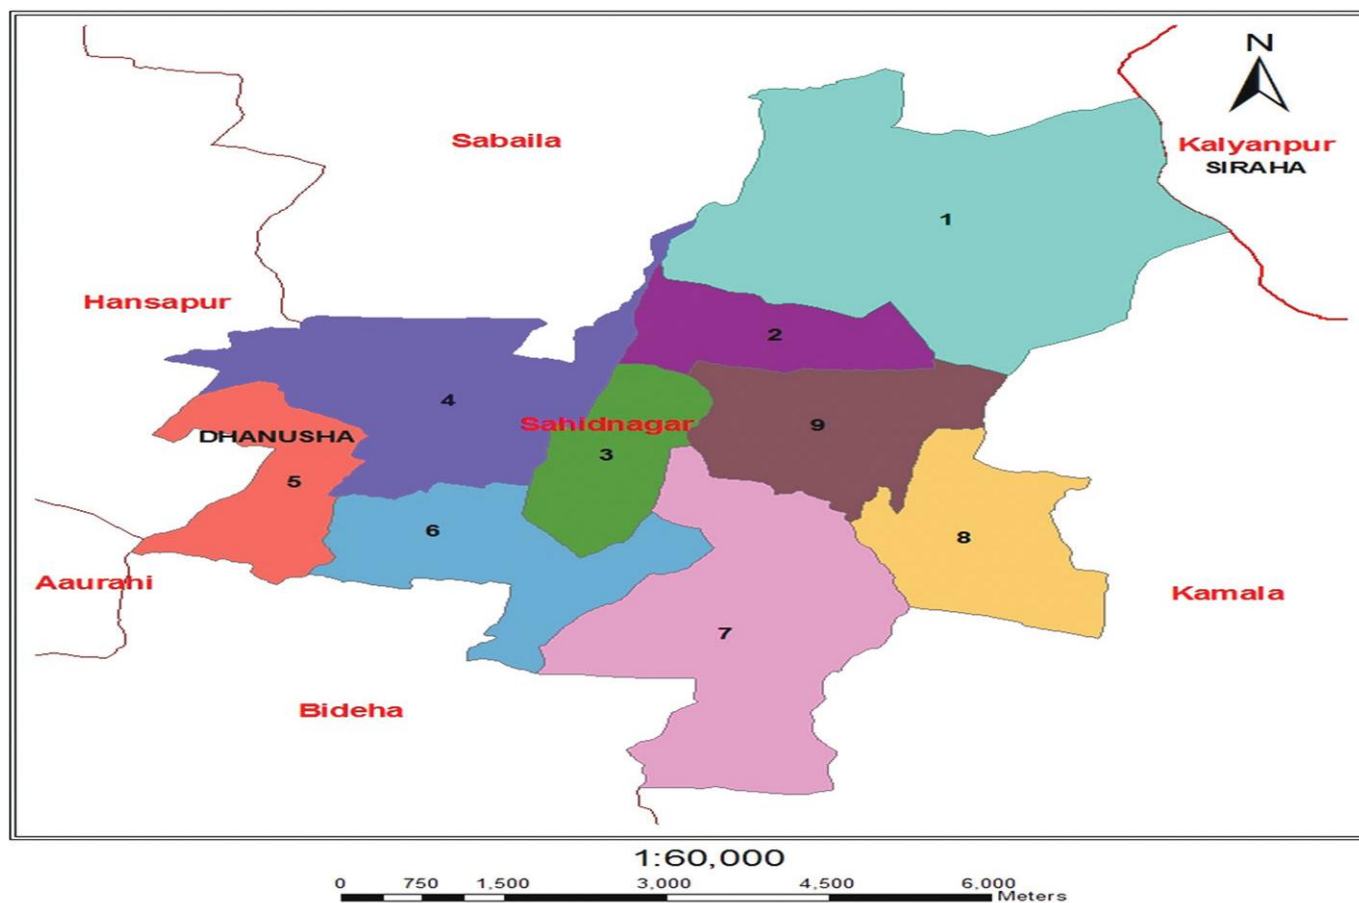 N
Sabaila
Kalyanpur
SIRAHA
1
Hansapur
2
4
Sahidnagar
9
DHANUSHA
3
5
6
8
Aaurahi
Kamala
7
Bideha
1:60,000
0 750 1,500 3,000 4,500 6,000
Meters